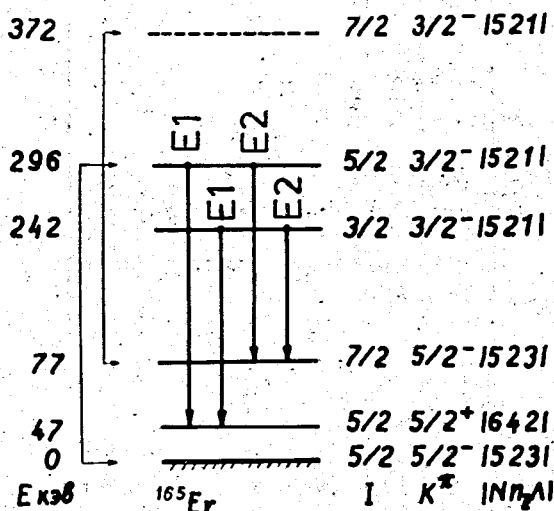 372 7/2 3/2⁻ |521|
E1 E2
296 5/2 3/2⁻ |521|
E1 E2
242 3/2 3/2⁻ |521|
77 7/2 5/2⁻ |523|
47 5/2 5/2⁺ |642|
0 5/2 5/2⁻ |523|
E кэв ¹⁶⁵Er I Kᵖⁱ |Nn_zΛ|